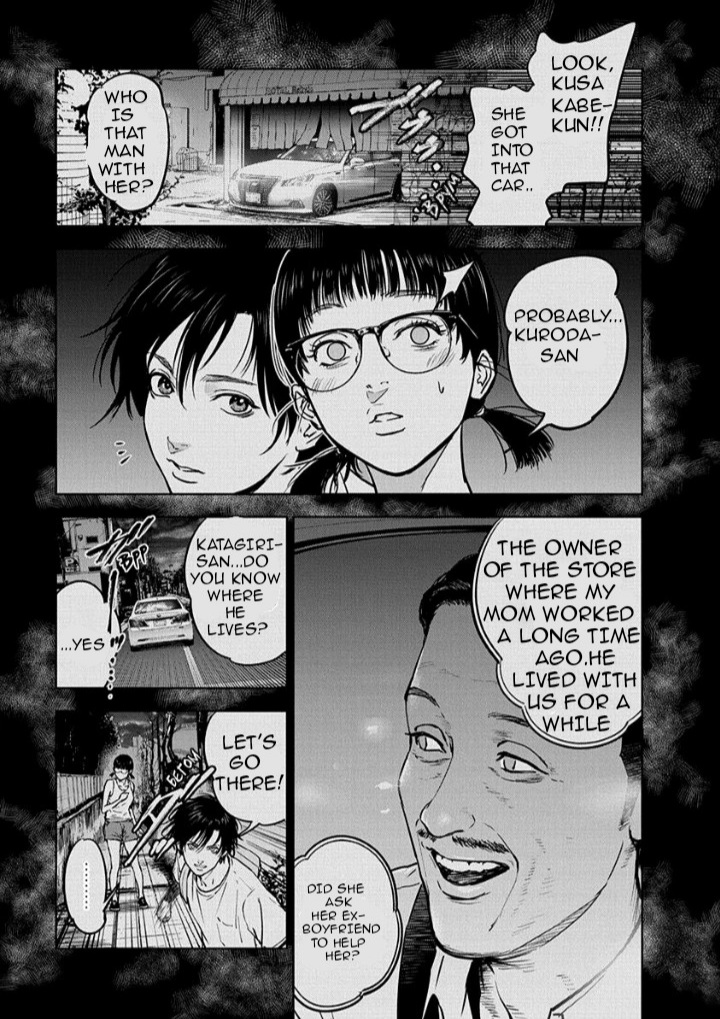 LOOK,
KUSA
KABE-
KUN!!
SHE
GOT
INTO
THAT
CAR..
WHO
IS
THAT
MAN
WITH
HER?
PROBABLY...
KURODA-
SAN
THE OWNER
OF THE STORE
WHERE MY
MOM WORKED
A LONG TIME
AGO.HE
LIVED WITH
US FOR A
WHILE
DID SHE
ASK
HER EX-
BOYFRIEND
TO HELP
HER?
KATAGIRI-
SAN...DO
YOU KNOW
WHERE
HE
LIVES?
...YES
LET'S
GO
THERE!
.........